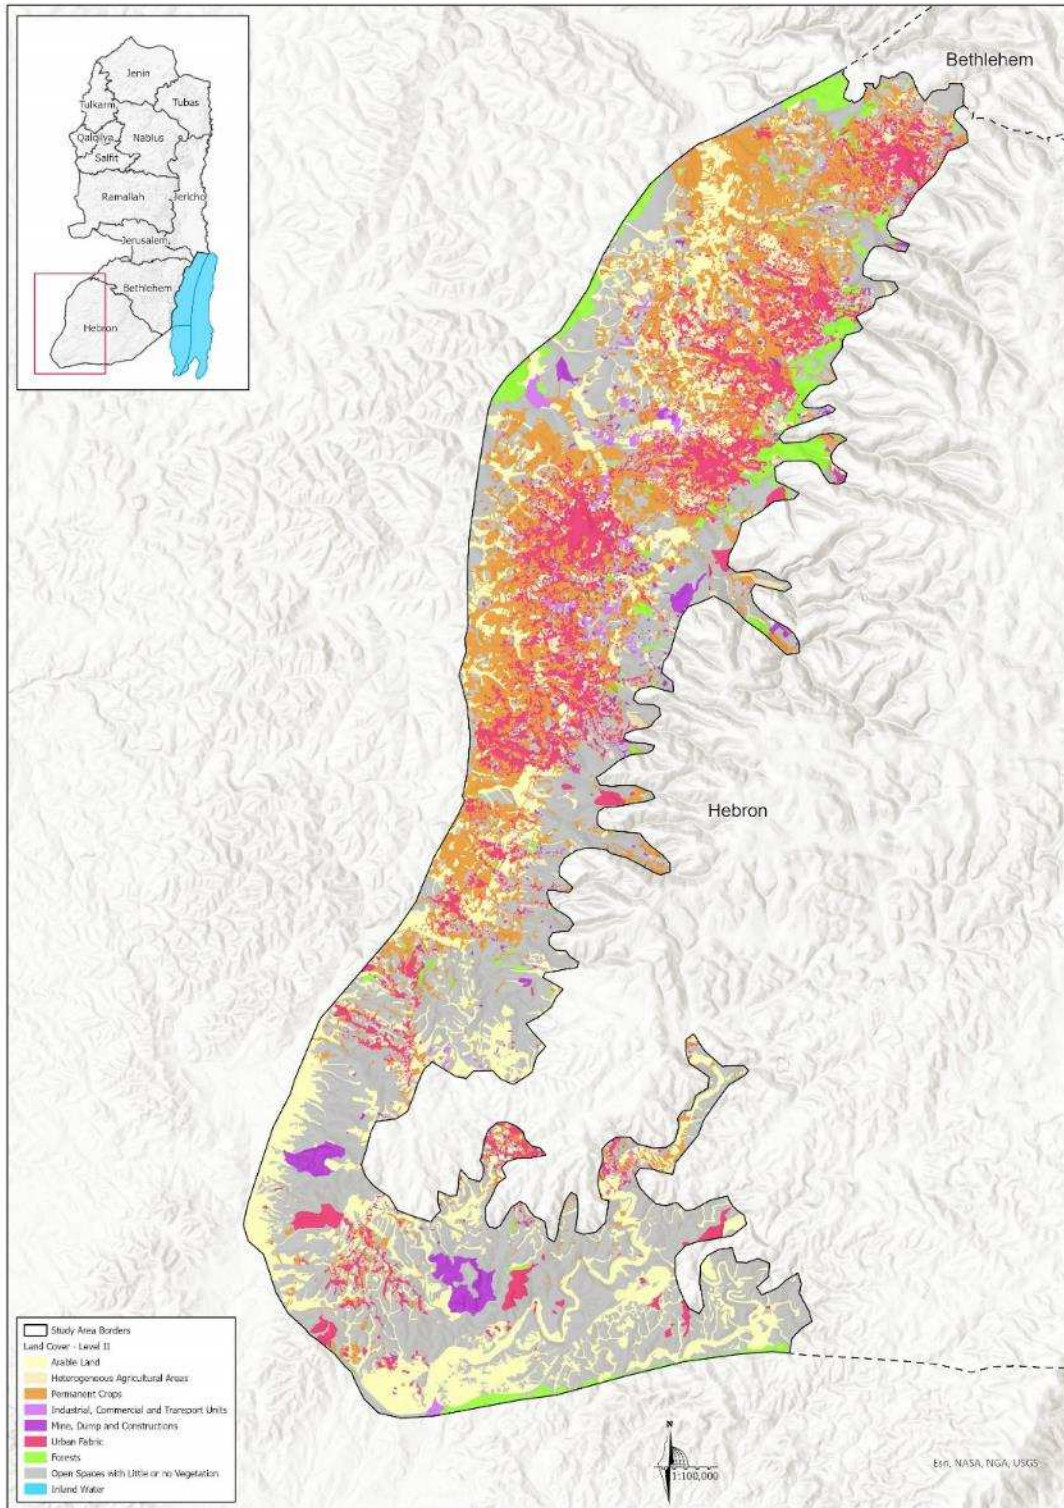 Bethlehem
Jenin
Tulkarm
Tubas
Qalqilya
Nablus
Salfit
Ramallah
Jericho
Jerusalem
Bethlehem
Hebron
Hebron
Study Area Borders
Land Cover - Level II
Arable Land
Heterogeneous Agricultural Areas
Permanent Crops
Industrial, Commercial and Transport Units
Mine, Dump and Constructions
Urban Fabric
Forests
Open Spaces with Little or no Vegetation
Inland Water
N
1:100,000
Esri, NASA, NGA, USGS